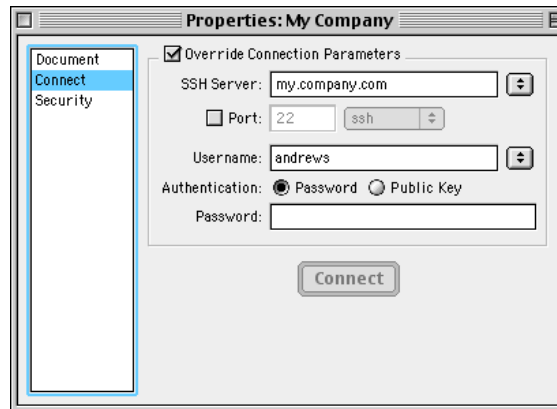 Properties: My Company
Document
Connect
Security
Override Connection Parameters
SSH Server: my.company.com
Port: 22 ssh
Username: andrews
Authentication: Password Public Key
Password:
Connect